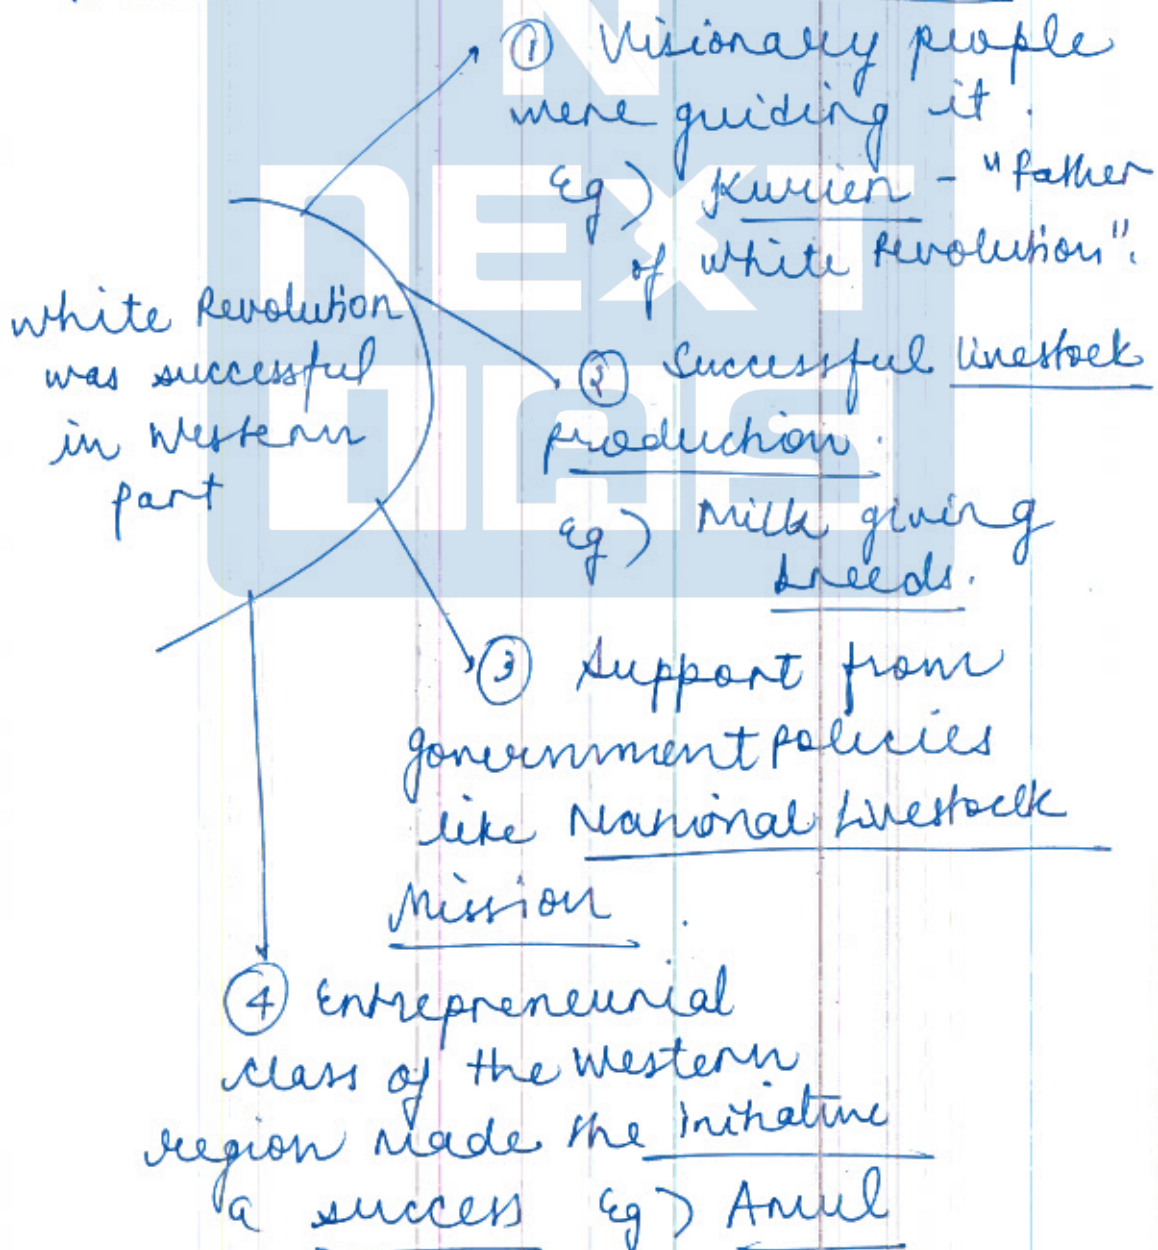 White Revolution
was successful
in Western
part
① Visionary people
were guiding it.
Eg) Kurien - "Father
of White Revolution".
② Successful livestock
production.
Eg) Milk giving
breeds.
③ Support from
government policies
like National Livestock
Mission.
④ Entrepreneurial
class of the Western
region made the initiative
a success Eg) Amul
NEXT
IAS